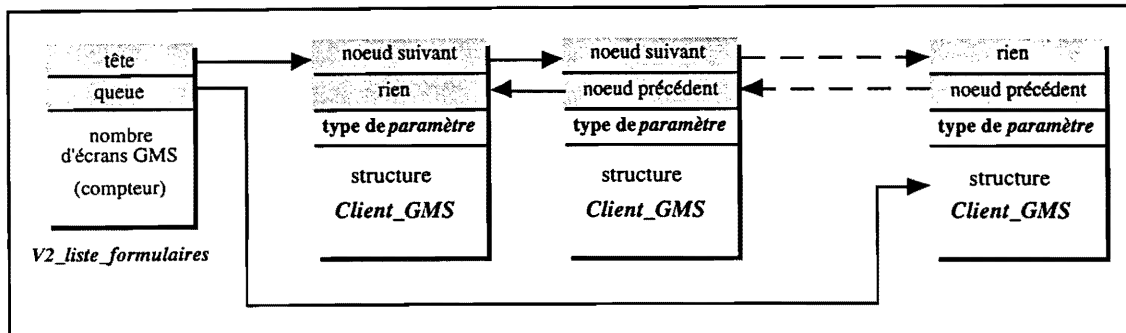 tête
queue
nombre
d'écrans GMS
(compteur)
V2_liste_formulaires
noeud suivant
rien
type de paramètre
structure
Client_GMS
noeud suivant
noeud précédent
type de paramètre
structure
Client_GMS
rien
noeud précédent
type de paramètre
structure
Client_GMS